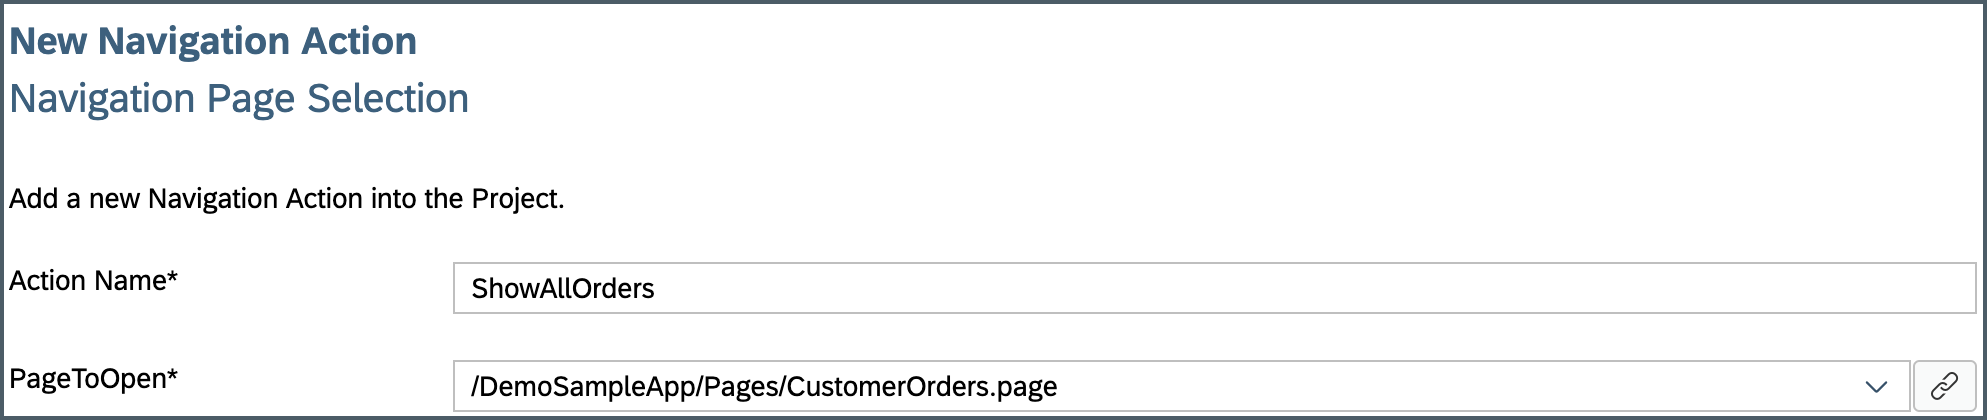 New Navigation Action
Navigation Page Selection
Add a new Navigation Action into the Project.
Action Name*
ShowAllOrders
PageToOpen*
/DemoSampleApp/Pages/CustomerOrders.page